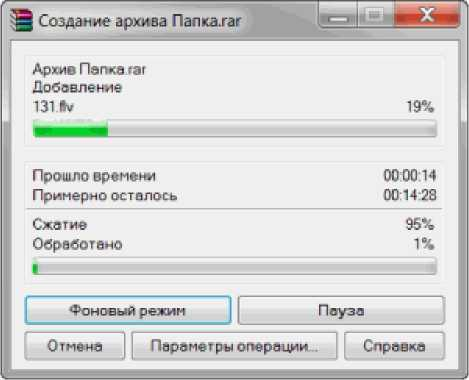 Создание архива Папка.rar
Архив Папка.rar
Добавление
131.flv 19%
Прошло времени 00:00:14
Примерно осталось 00:14:28
Сжатие 95%
Обработано 1%
Фоновый режим Пауза
Отмена Параметры операции... Справка